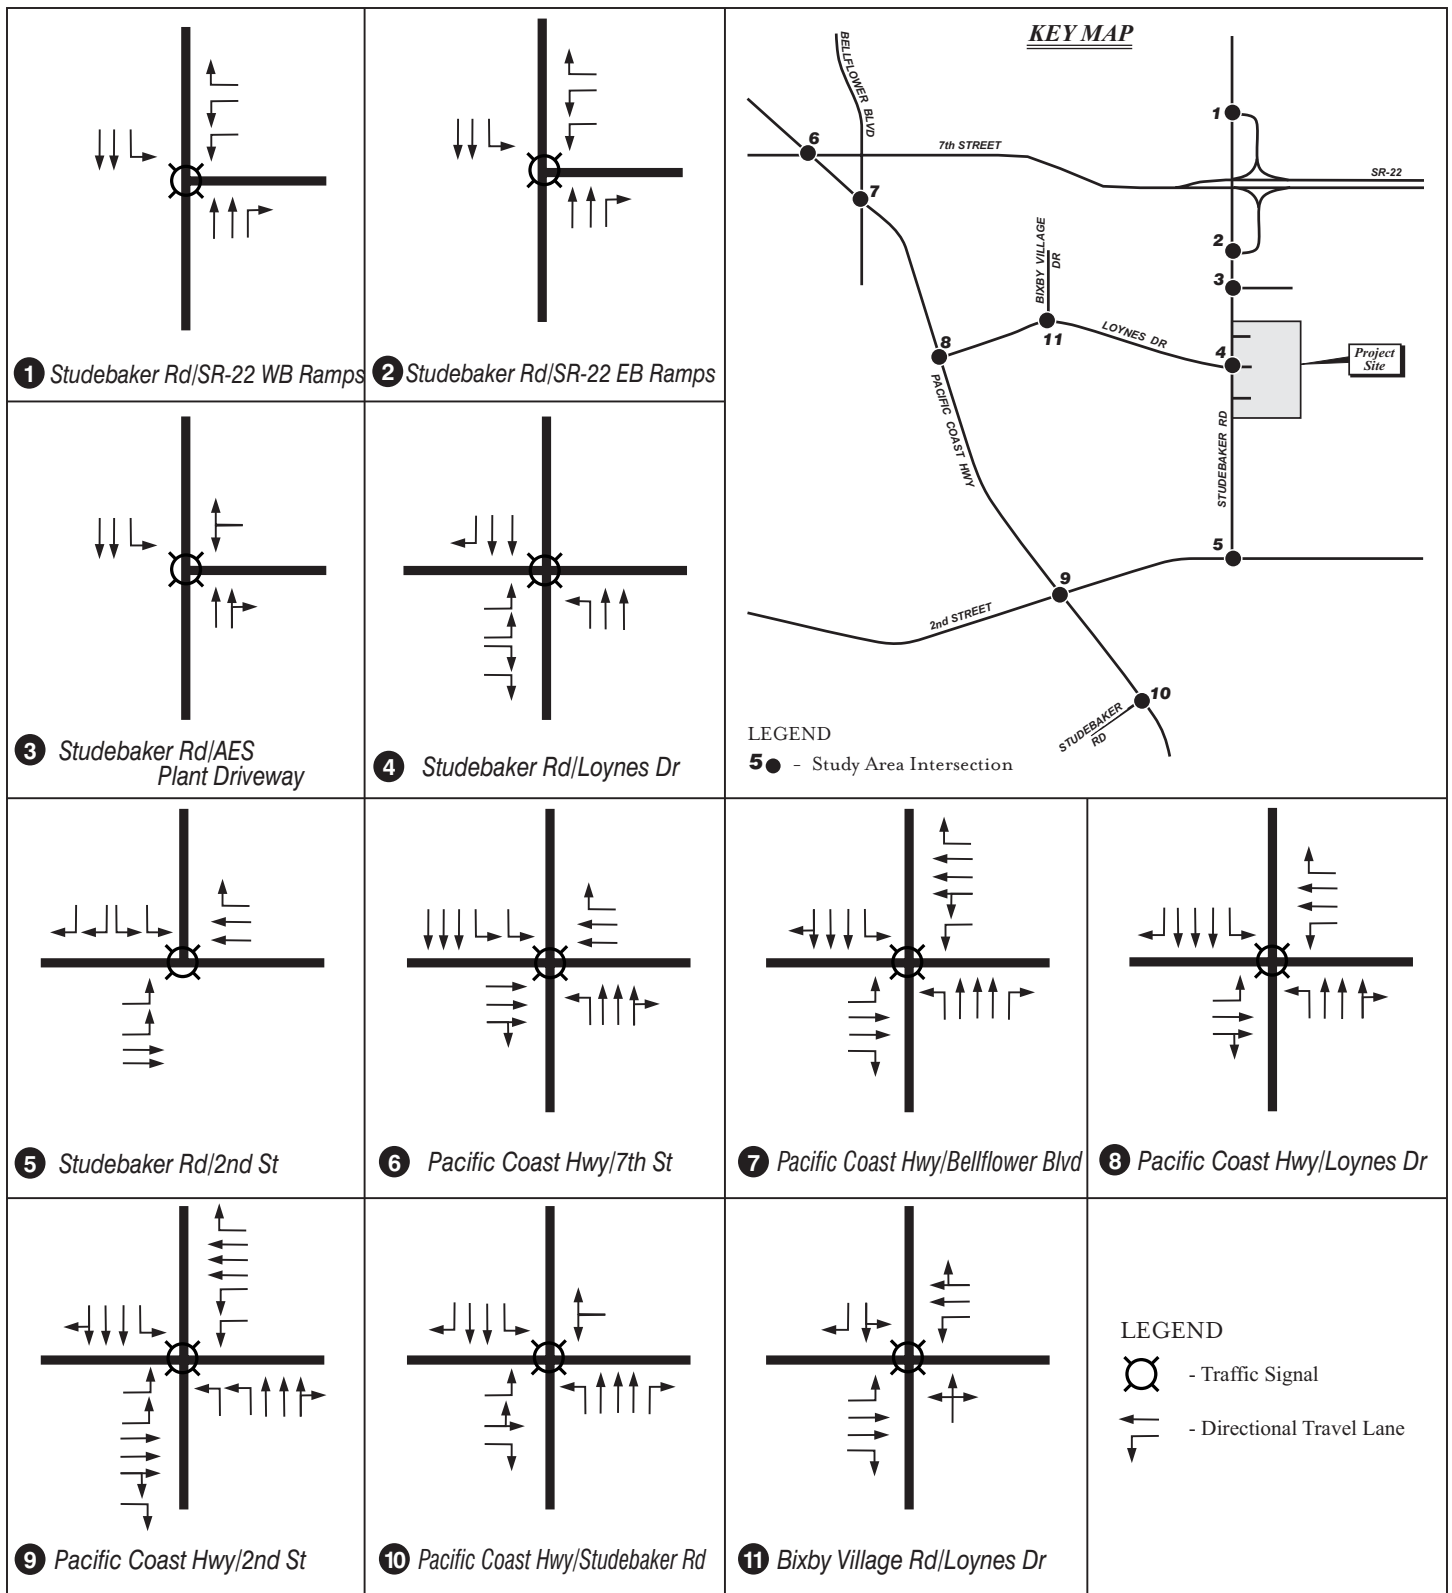 KEY MAP
BELLFLOWER BLVD
1
6
7th STREET
SR-22
7
BIXBY VILLAGE
DR
2
3
LOYNES DR
11
8
4
Project
Site
PACIFIC COAST HWY
STUDEBAKER RD
5
9
2nd STREET
10
STUDEBAKER
RD
LEGEND
5 - Study Area Intersection
1 Studebaker Rd/SR-22 WB Ramps
2 Studebaker Rd/SR-22 EB Ramps
3 Studebaker Rd/AES
Plant Driveway
4 Studebaker Rd/Loynes Dr
5 Studebaker Rd/2nd St
6 Pacific Coast Hwy/7th St
7 Pacific Coast Hwy/Bellflower Blvd
8 Pacific Coast Hwy/Loynes Dr
9 Pacific Coast Hwy/2nd St
10 Pacific Coast Hwy/Studebaker Rd
11 Bixby Village Rd/Loynes Dr
LEGEND
- Traffic Signal
- Directional Travel Lane